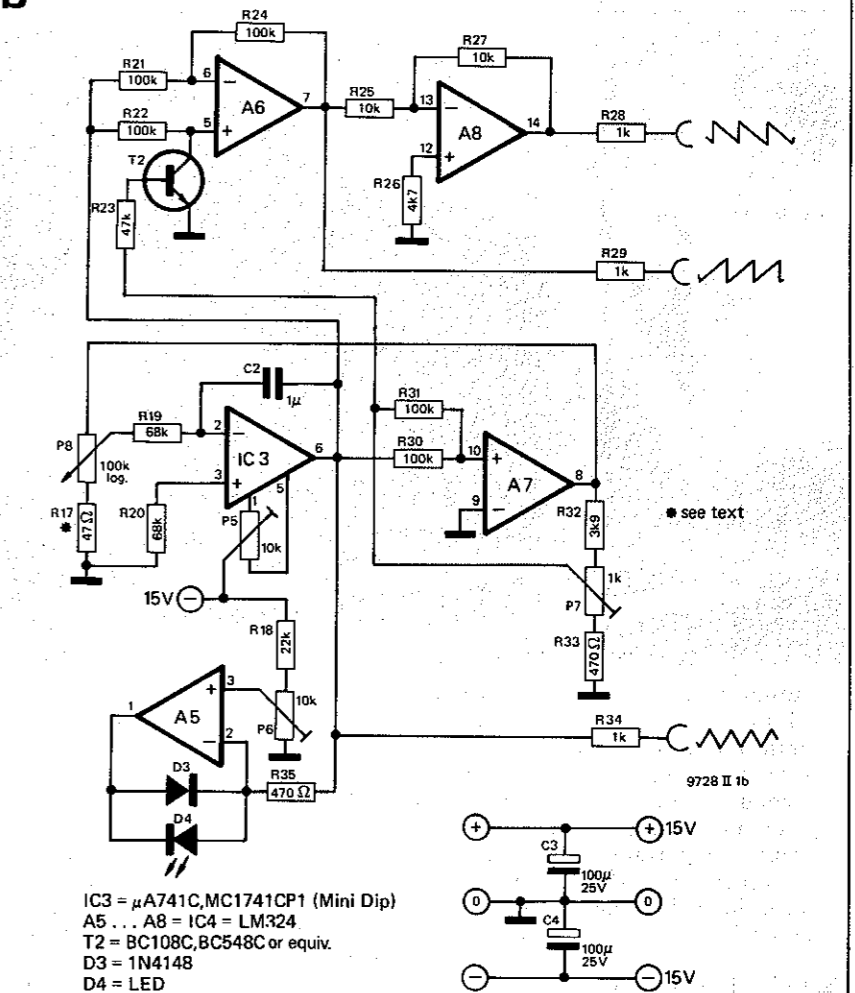 b
R24
100k
R21
100k
6
−
A6
7
R22
100k
5
+
T2
R23
47k
R25
10k
R27
10k
13
−
A8
14
12
+
R26
4k7
R28
1k
R29
1k
C2
1µ
R19
68k
2
−
IC 3
6
3
+
1
5
P8
100k
log.
R17
*
47Ω
R20
68k
P5
10k
15V −
R31
100k
R30
100k
10
+
A7
8
9
−
R32
3k9
* see text
1k
P7
R33
470Ω
R18
22k
10k
P6
1
A5
+
3
−
2
D3
D4
R35
470 Ω
R34
1k
9728 II 1b
+
+ 15V
C3
100µ
25V
0
0
C4
100µ
25V
−
− 15V
IC3 = µA741C,MC1741CP1 (Mini Dip)
A5 . . . A8 = IC4 = LM324
T2 = BC108C,BC548C or equiv.
D3 = 1N4148
D4 = LED